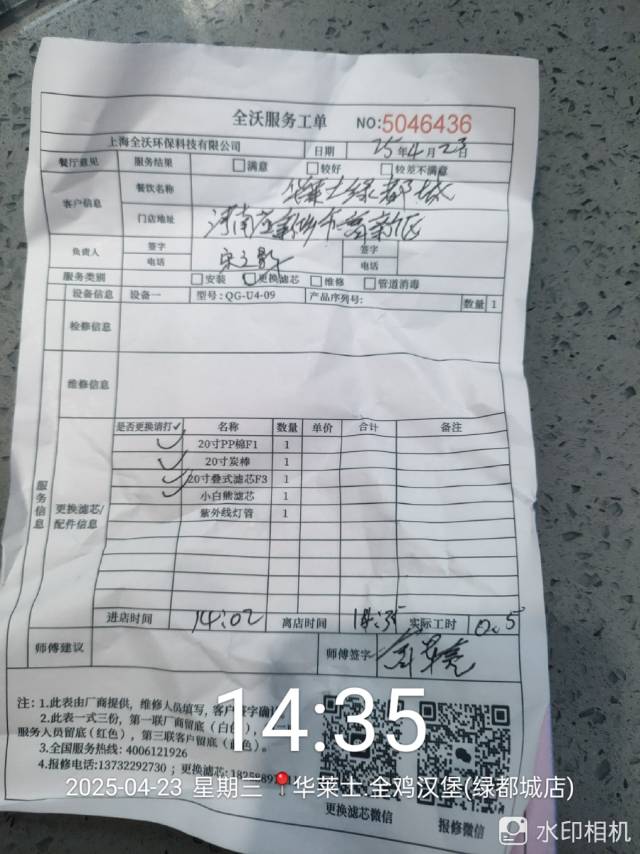 全沃服务工单 NO:5046436
上海全沃环保科技有限公司 日期 25年4月23日
餐厅意见 服务结果 □满意 □较好 □较差不满意
客户信息 餐饮名称 华莱士绿都城
门店地址 河南省新乡市高新区
负责人 签字 签字
电话 电话
服务类别 □安装 □更换滤芯 □维修 □管道消毒
设备信息 设备一 型号:QG-U4-09 产品序列号: 数量 1
检修信息
维修信息
服务信息
更换滤芯/配件信息
是否更换请打✓ 名称 数量 单价 合计 备注
✓ 20寸PP棉F1 1
✓ 20寸炭棒 1
✓ 20寸叠式滤芯F3 1
✓ 小白熊滤芯 1
紫外线灯管 1
进店时间 14:02 离店时间 14:35 实际工时 0.5
师傅建议 师傅签字
注:1.此表由厂商提供，维修人员填写，客户签字确
2.此表一式三份，第一联厂商留底(白色)
服务人员留底(红色)，第三联客户留底
3.全国服务热线:4006121926
4.报修电话:13732292730；更换滤芯:
更换滤芯微信
报修微信
14:35
2025-04-23 星期三 华莱士.全鸡汉堡(绿都城店)
水印相机